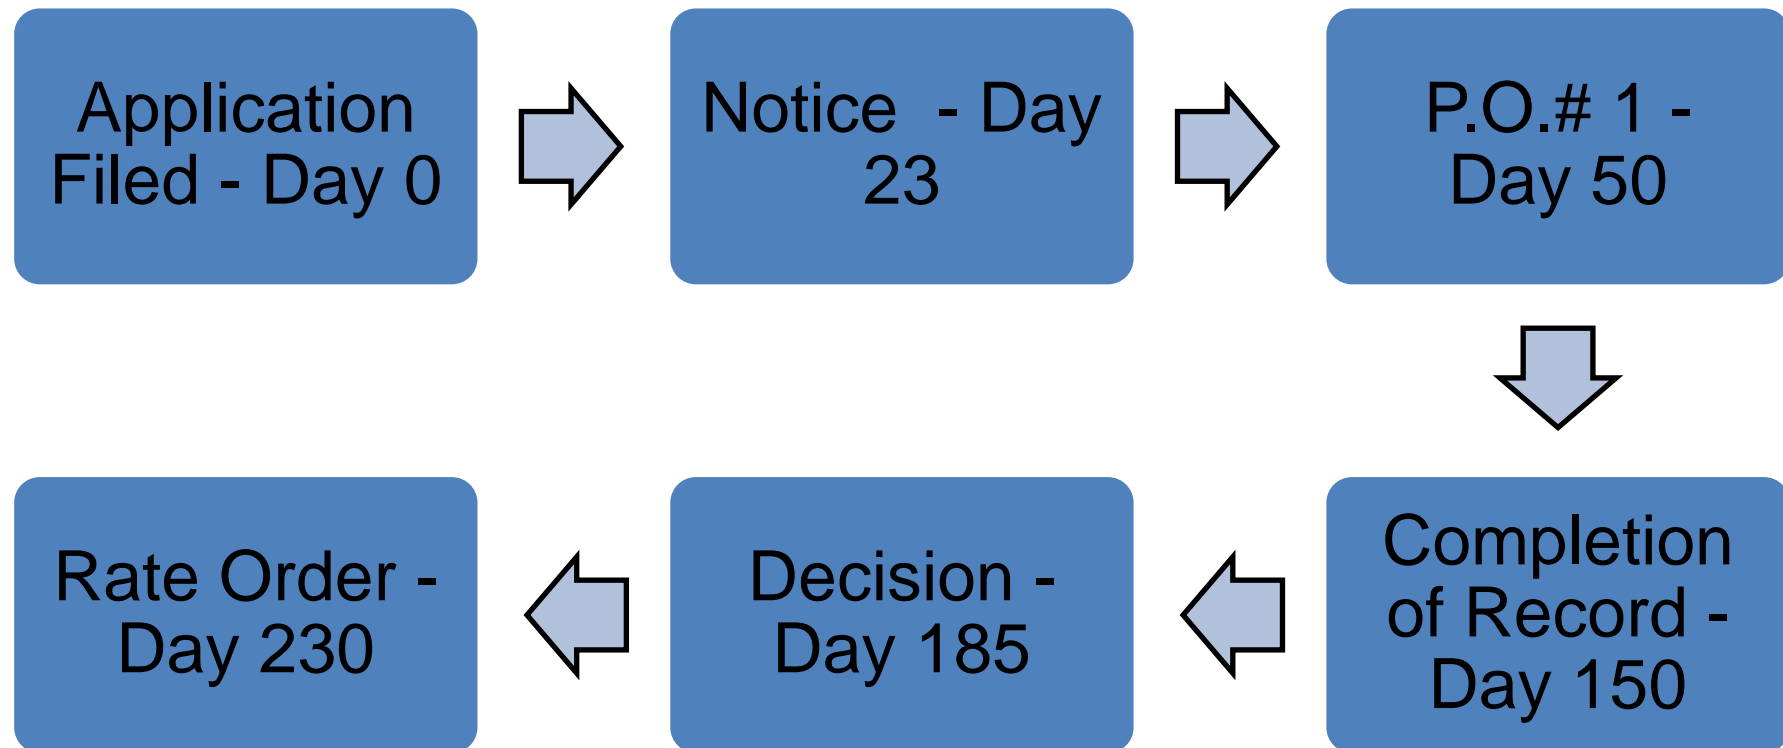 Application
Filed - Day 0
Notice  - Day
23
P.O.# 1 -
Day 50
Completion
of Record -
Day 150
Decision -
Day 185
Rate Order -
Day 230